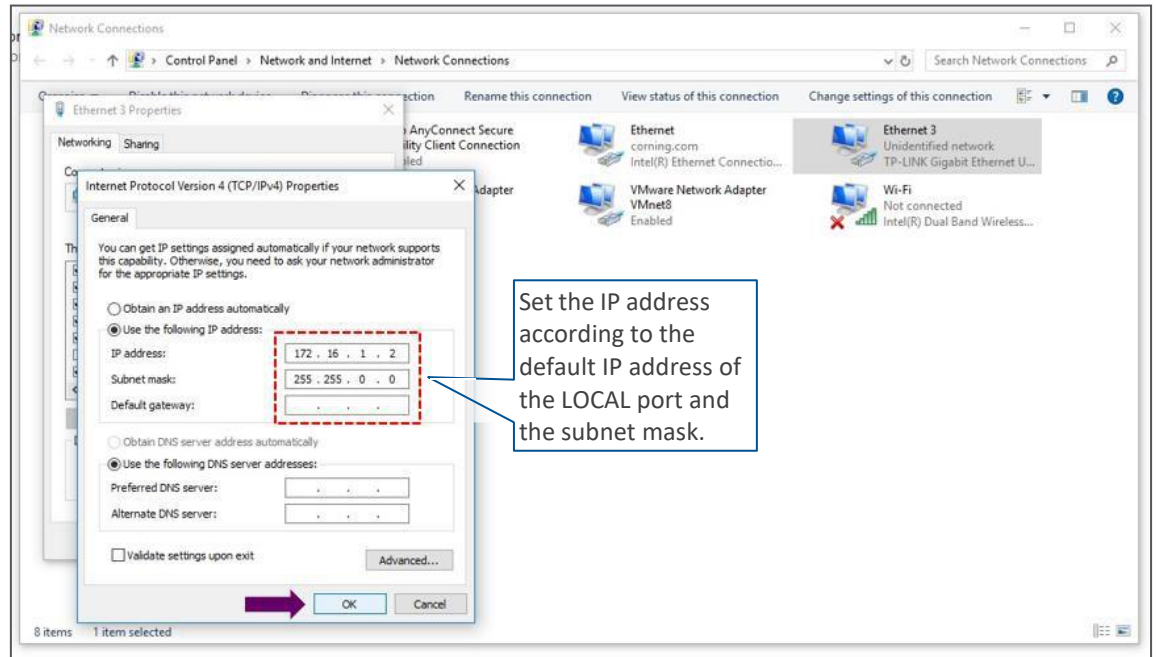 Network Connections
Control Panel > Network and Internet > Network Connections
Search Network Connections
Rename this connection
View status of this connection
Change settings of this connection
Ethernet 3 Properties
Networking
Sharing
AnyConnect Secure
Client Connection
Adapter
Ethernet
corning.com
Intel(R) Ethernet Connectio...
Ethernet 3
Unidentified network
TP-LINK Gigabit Ethernet U...
VMware Network Adapter
VMnet8
Enabled
Wi-Fi
Not connected
Intel(R) Dual Band Wireless...
Internet Protocol Version 4 (TCP/IPv4) Properties
General
You can get IP settings assigned automatically if your network supports
this capability. Otherwise, you need to ask your network administrator
for the appropriate IP settings.
Obtain an IP address automatically
Use the following IP address:
IP address:
172 . 16 . 1 . 2
Subnet mask:
255 . 255 . 0 . 0
Default gateway:
. . .
Obtain DNS server address automatically
Use the following DNS server addresses:
Preferred DNS server:
. . .
Alternate DNS server:
. . .
Validate settings upon exit
Advanced...
OK
Cancel
Set the IP address
according to the
default IP address of
the LOCAL port and
the subnet mask.
8 items
1 item selected